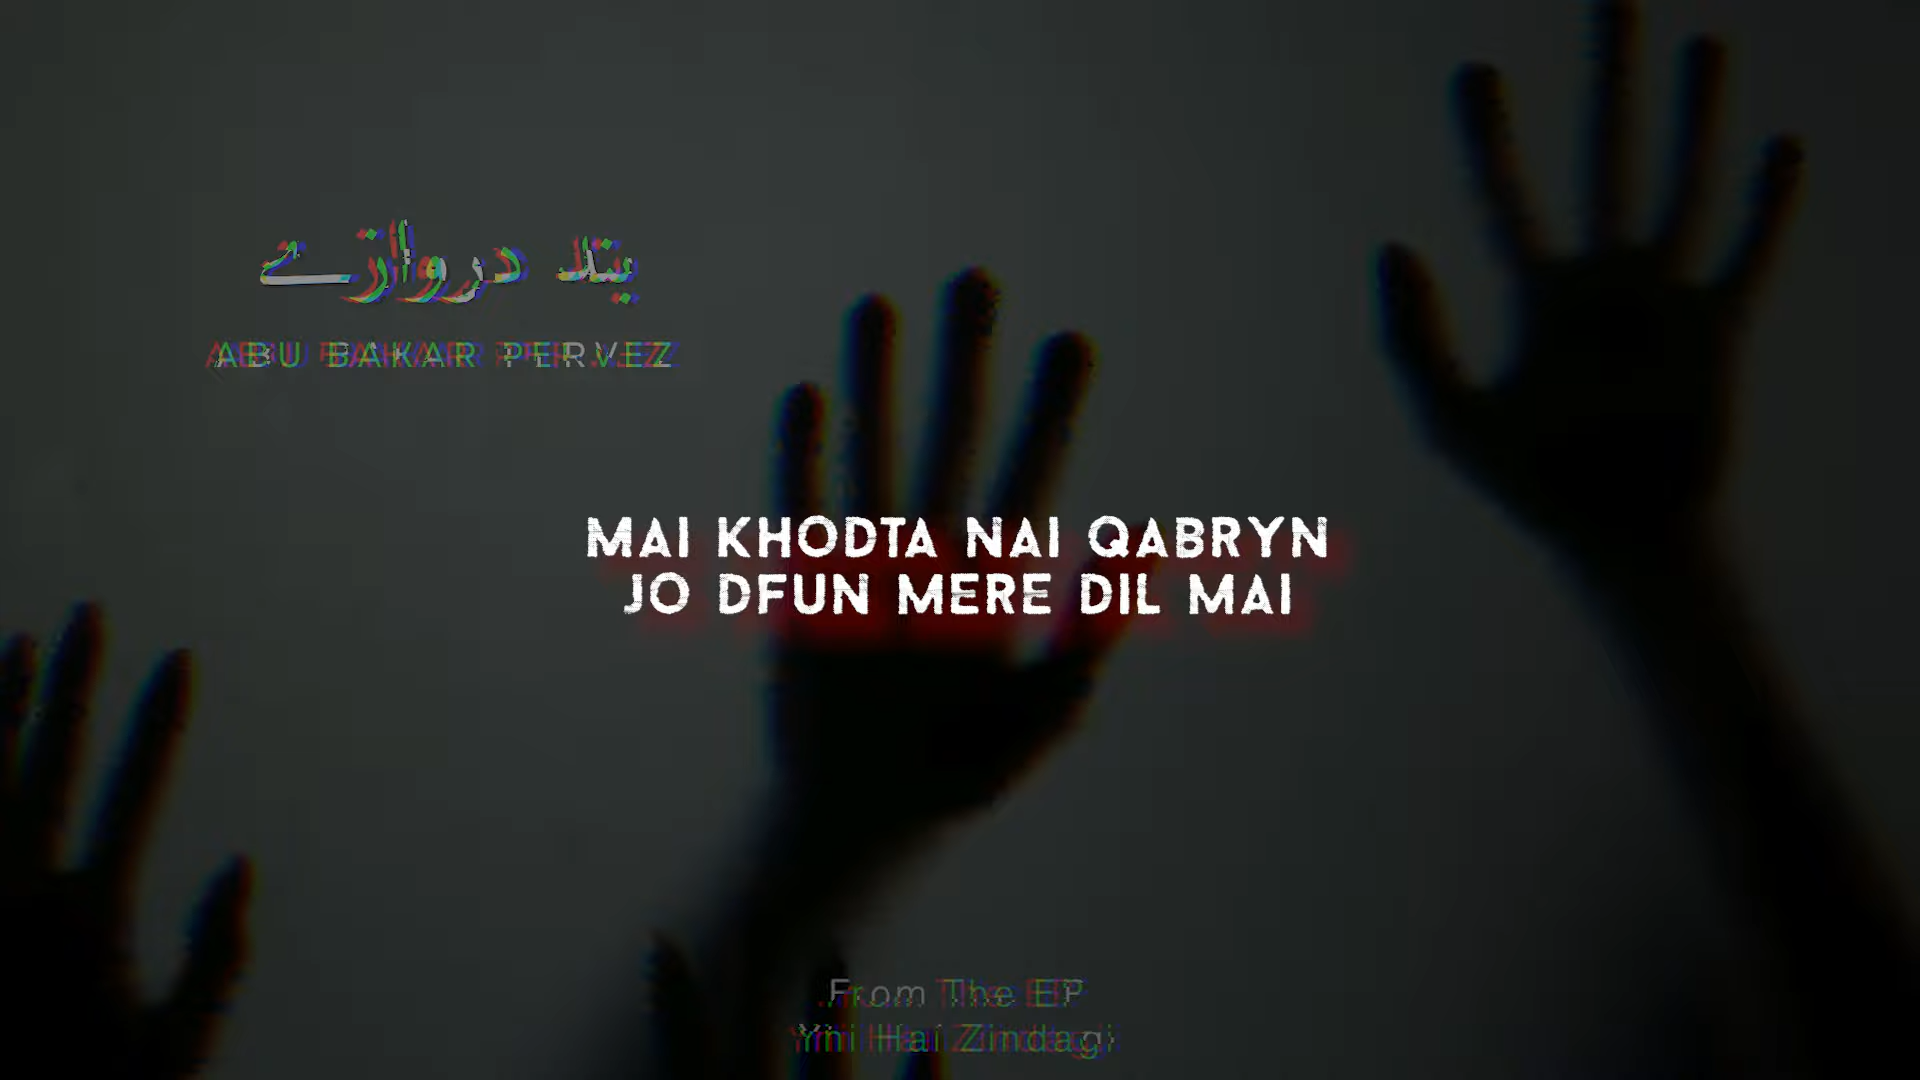 بند دروازے
ABU BAKAR PERVEZ
MAI KHODTA NAI QABRYN
JO DFUN MERE DIL MAI
From The EP
Yhi Hai Zindagi